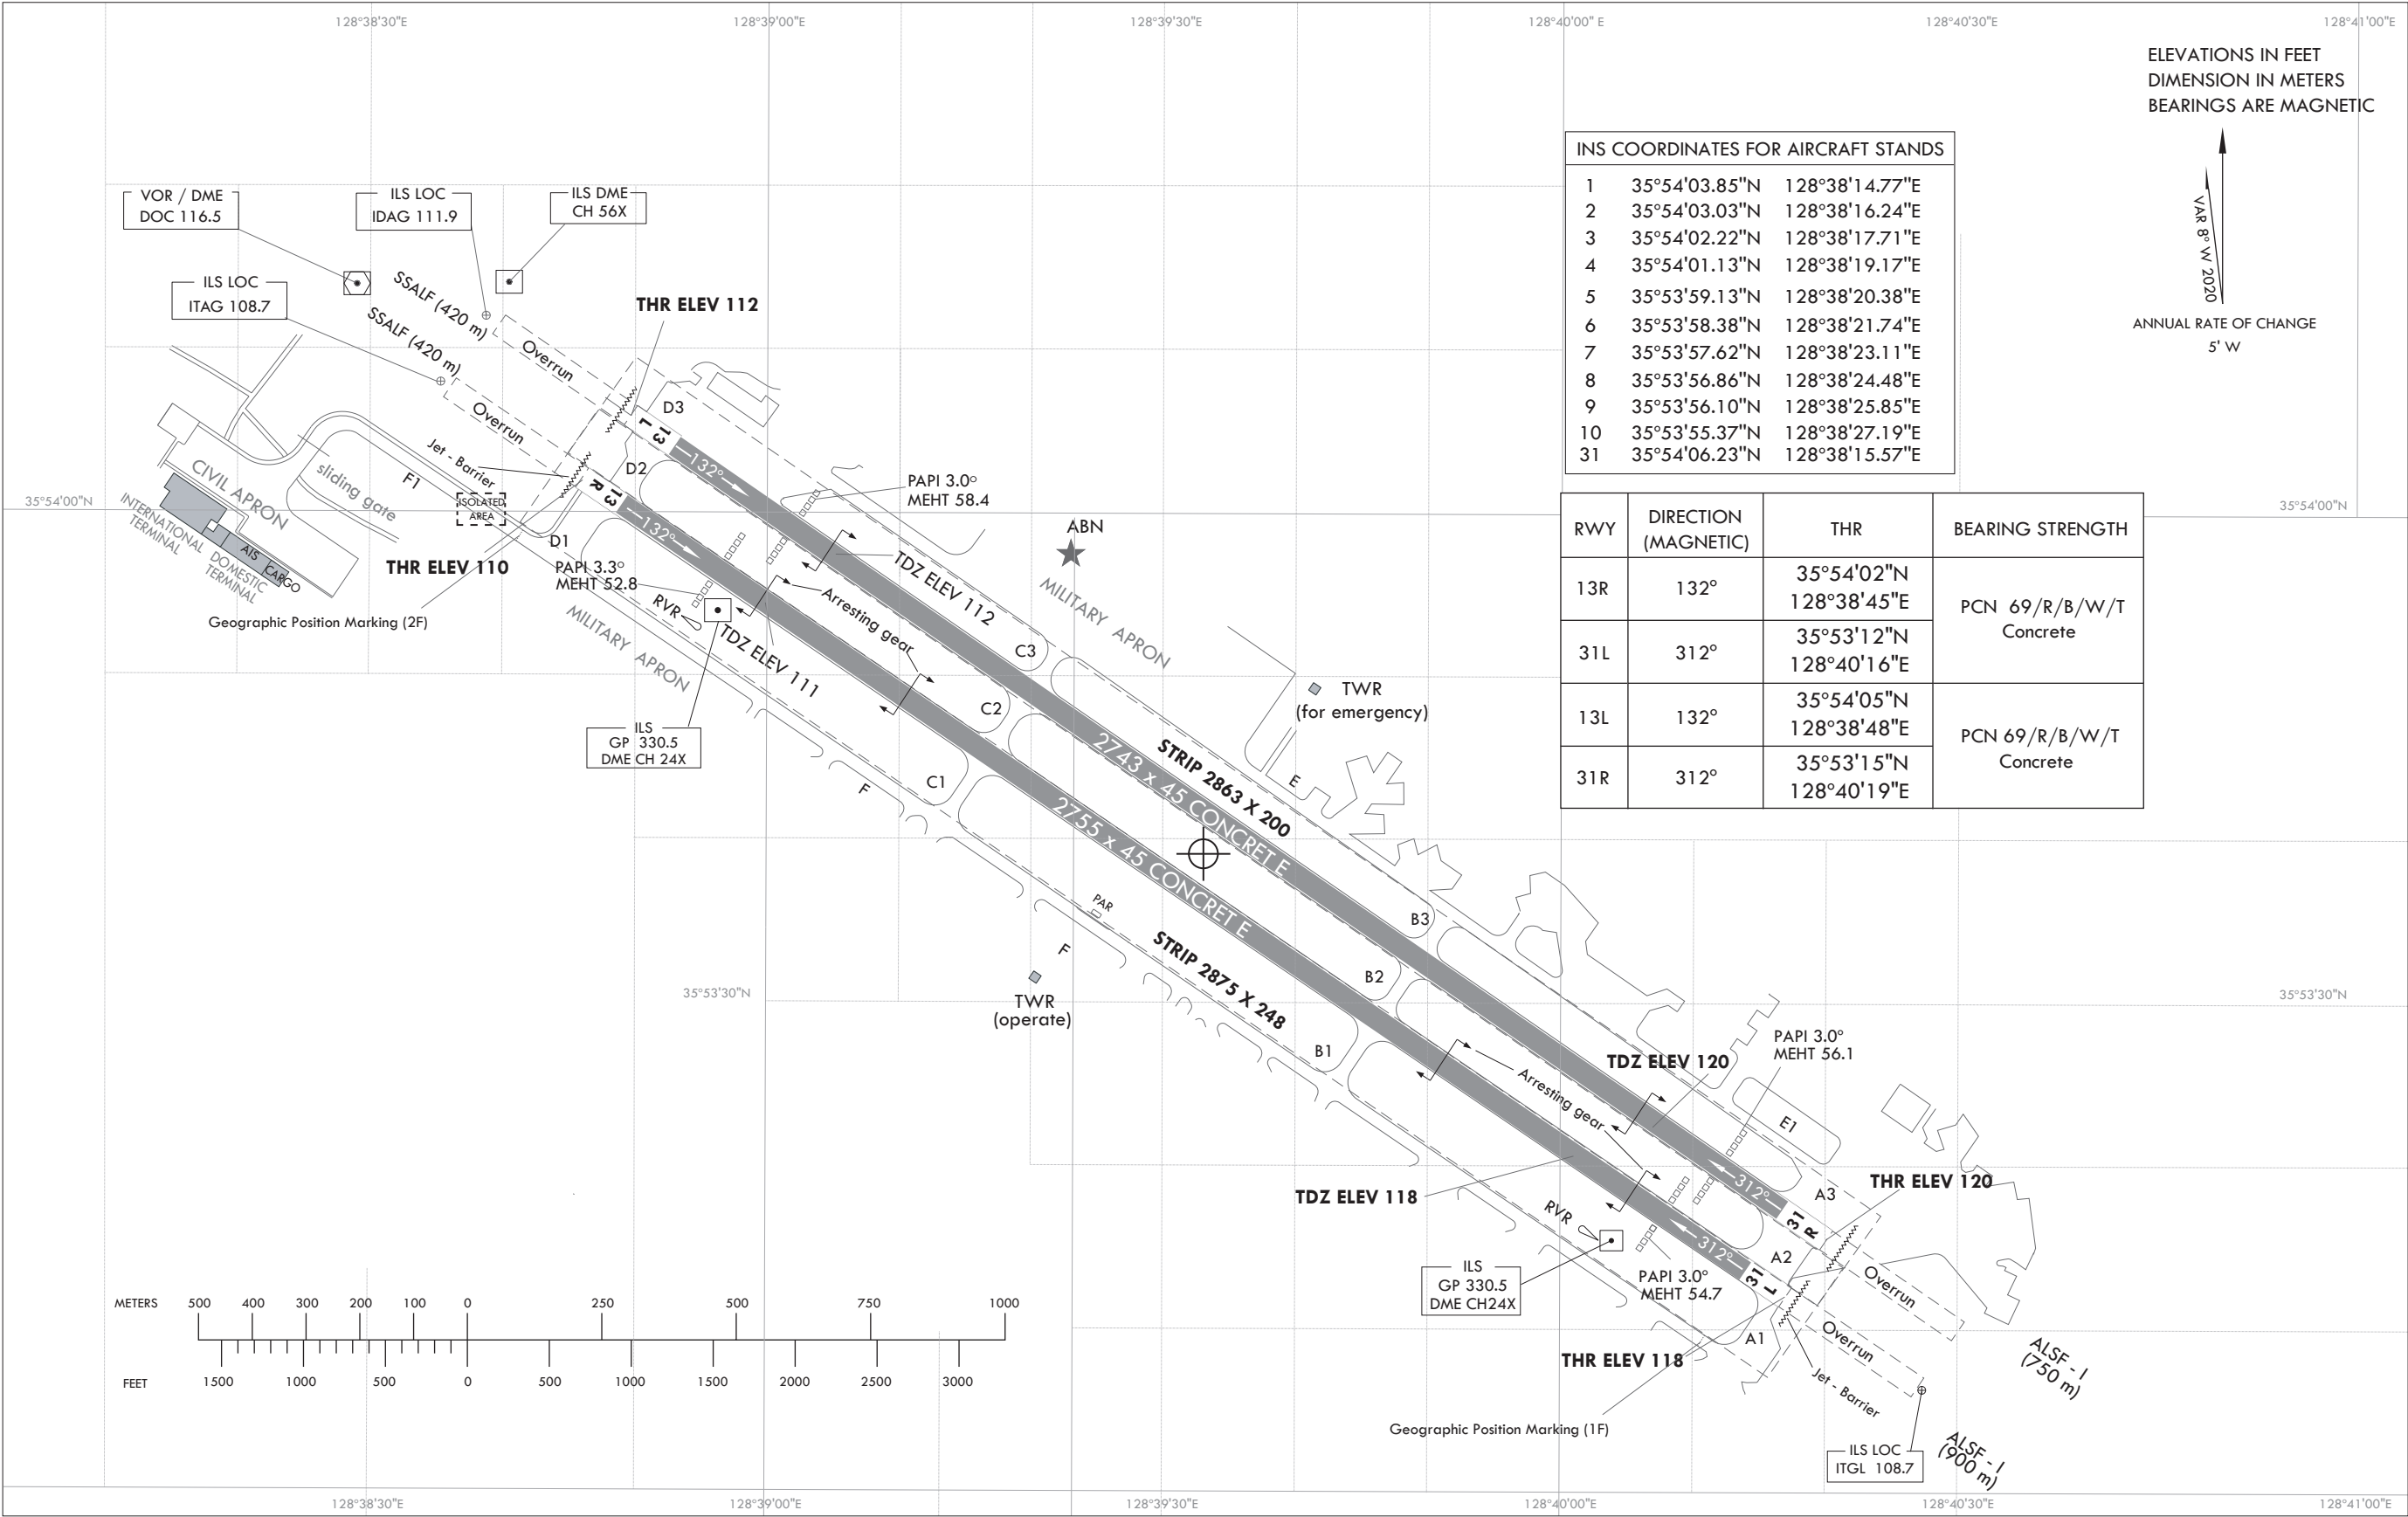 128°38'30"E
128°39'00"E
128°39'30"E
128°40'00" E
128°40'30"E
128°41'00"E
ELEVATIONS IN FEET
DIMENSION IN METERS
BEARINGS ARE MAGNETIC
VAR 8° W 2020
ANNUAL RATE OF CHANGE
5' W
INS COORDINATES FOR AIRCRAFT STANDS
1 35°54'03.85"N 128°38'14.77"E
2 35°54'03.03"N 128°38'16.24"E
3 35°54'02.22"N 128°38'17.71"E
4 35°54'01.13"N 128°38'19.17"E
5 35°53'59.13"N 128°38'20.38"E
6 35°53'58.38"N 128°38'21.74"E
7 35°53'57.62"N 128°38'23.11"E
8 35°53'56.86"N 128°38'24.48"E
9 35°53'56.10"N 128°38'25.85"E
10 35°53'55.37"N 128°38'27.19"E
31 35°54'06.23"N 128°38'15.57"E
RWY DIRECTION (MAGNETIC) THR BEARING STRENGTH
13R 132° 35°54'02"N 128°38'45"E
31L 312° 35°53'12"N 128°40'16"E
PCN 69/R/B/W/T
Concrete
13L 132° 35°54'05"N 128°38'48"E
31R 312° 35°53'15"N 128°40'19"E
PCN 69/R/B/W/T
Concrete
VOR / DME
DOC 116.5
ILS LOC
IDAG 111.9
ILS DME
CH 56X
ILS LOC
ITAG 108.7
SSALF (420 m)
SSALF (420 m)
Overrun
Overrun
THR ELEV 112
D3
D2
D1
13
L
13
R
132°
132°
Jet - Barrier
F1
sliding gate
CIVIL APRON
ISOLATED
AREA
INTERNATIONAL
TERMINAL
DOMESTIC
TERMINAL
AIS
CARGO
35°54'00"N
35°54'00"N
THR ELEV 110
Geographic Position Marking (2F)
PAPI 3.3°
MEHT 52.8
PAPI 3.0°
MEHT 58.4
RVR
TDZ ELEV 111
TDZ ELEV 112
Arresting gear
MILITARY APRON
MILITARY APRON
ABN
ILS
GP 330.5
DME CH 24X
C3
C2
C1
F
TWR
(for emergency)
E
STRIP 2863 X 200
2743 x 45 CONCRET E
2755 x 45 CONCRET E
STRIP 2875 X 248
PAR
F
TWR
(operate)
35°53'30"N
35°53'30"N
B3
B2
B1
TDZ ELEV 120
PAPI 3.0°
MEHT 56.1
Arresting gear
E1
TDZ ELEV 118
THR ELEV 120
A3
A2
A1
312°
312°
31
R
31
L
RVR
ILS
GP 330.5
DME CH24X
PAPI 3.0°
MEHT 54.7
THR ELEV 118
Overrun
Overrun
Jet - Barrier
ALSF - I
(750 m)
ALSF - I
(900 m)
Geographic Position Marking (1F)
ILS LOC
ITGL 108.7
METERS 500 400 300 200 100 0 250 500 750 1000
FEET 1500 1000 500 0 500 1000 1500 2000 2500 3000
128°38'30"E
128°39'00"E
128°39'30"E
128°40'00"E
128°40'30"E
128°41'00"E